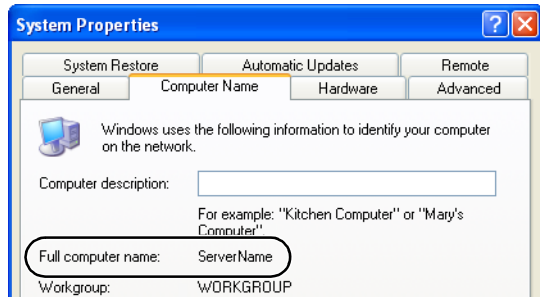 System Properties
System Restore Automatic Updates Remote
General Computer Name Hardware Advanced
Windows uses the following information to identify your computer
on the network.
Computer description:
For example: "Kitchen Computer" or "Mary's
Computer".
Full computer name: ServerName
Workgroup: WORKGROUP